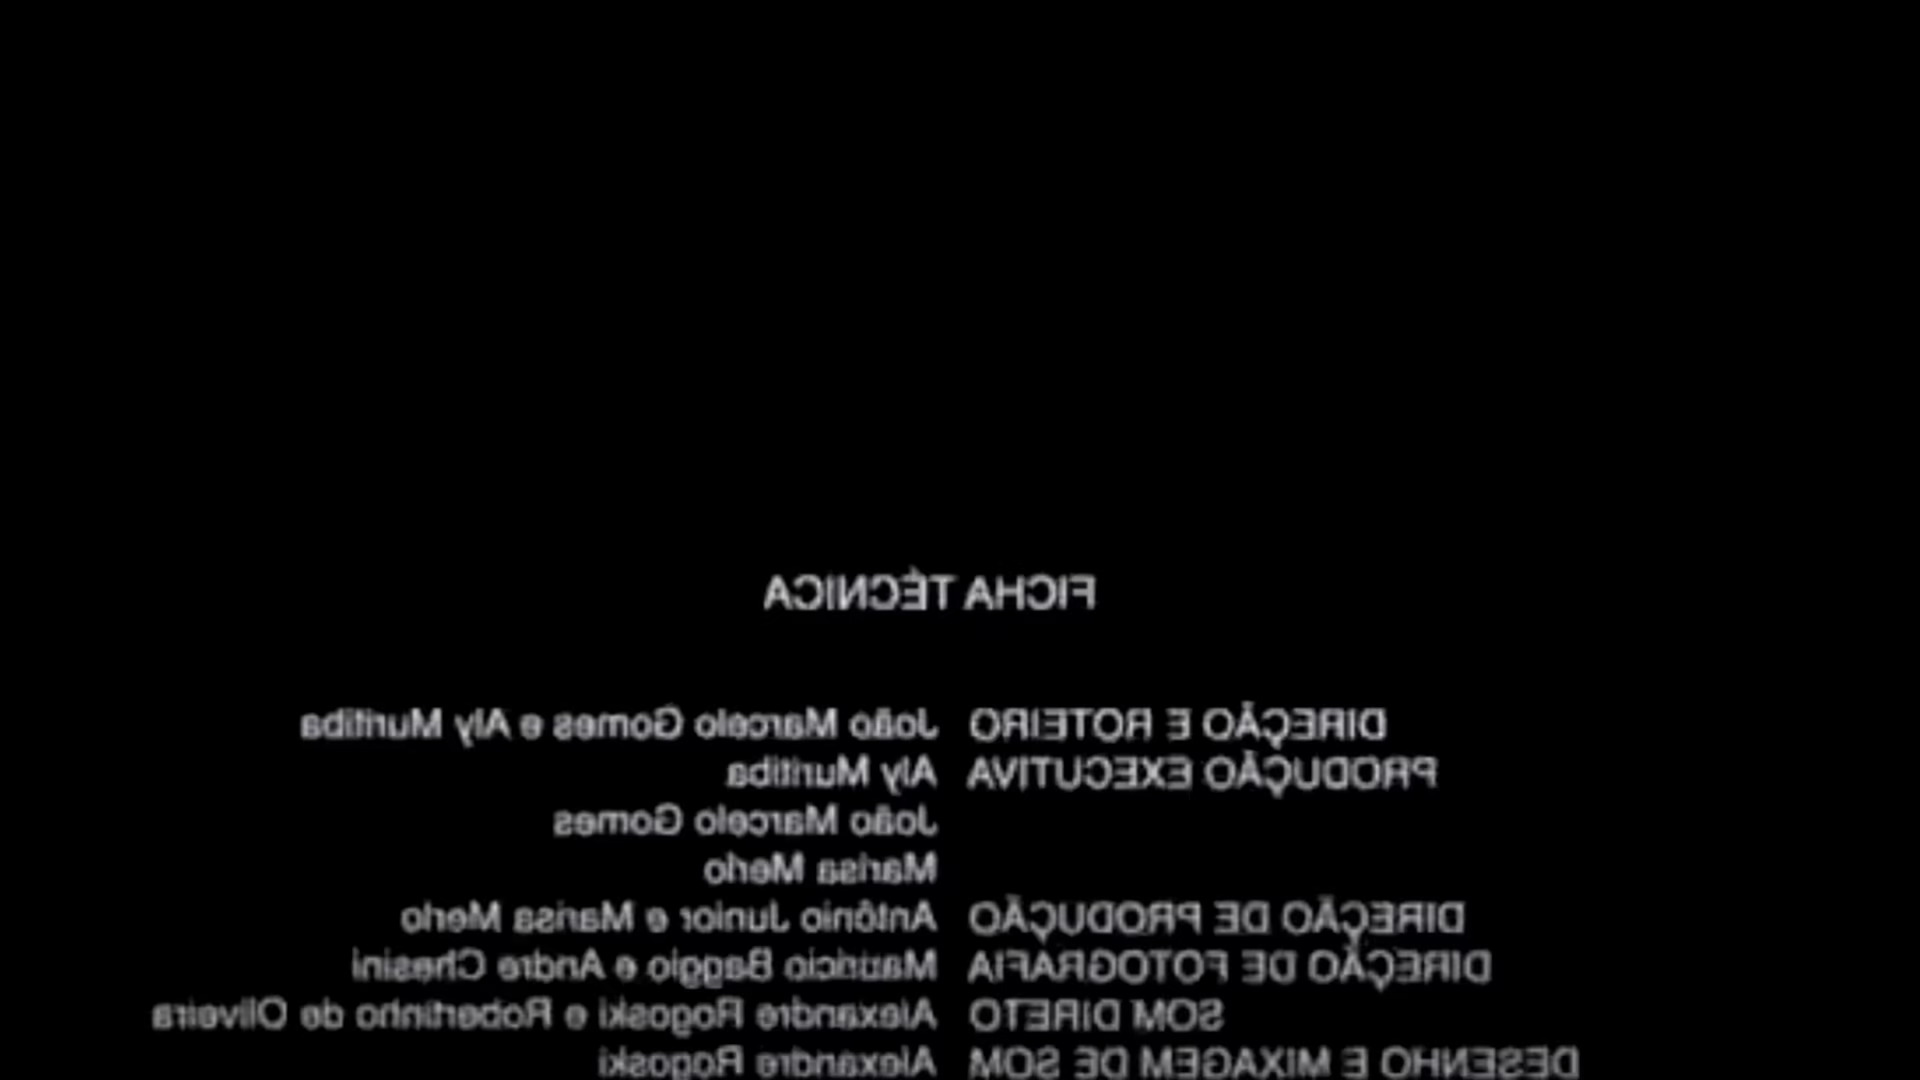 FICHA TÉCNICA
DIREÇÃO E ROTEIRO João Marcelo Gomes e Aly Muritiba
PRODUÇÃO EXECUTIVA Aly Muritiba
João Marcelo Gomes
Marisa Merlo
DIREÇÃO DE PRODUÇÃO Antônio Junior e Marisa Merlo
DIREÇÃO DE FOTOGRAFIA Mauricio Baggio e Andre Chesini
SOM DIRETO Alexandre Rogoski e Robertinho de Oliveira
DESENHO E MIXAGEM DE SOM Alexandre Rogoski